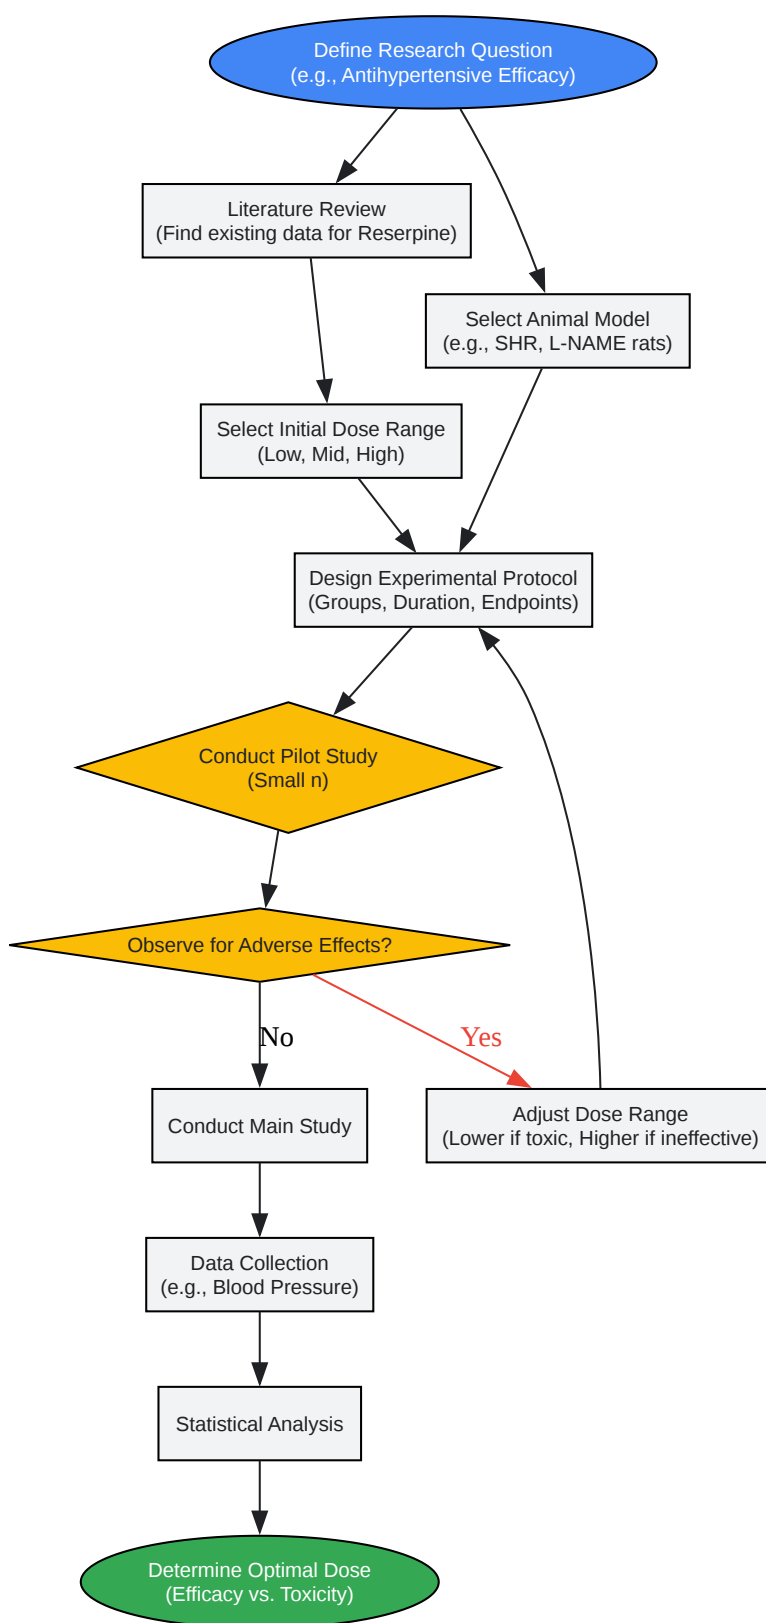 Define Research Question
(e.g., Antihypertensive Efficacy)
Literature Review
(Find existing data for Reserpine)
Select Animal Model
(e.g., SHR, L-NAME rats)
Select Initial Dose Range
(Low, Mid, High)
Design Experimental Protocol
(Groups, Duration, Endpoints)
Conduct Pilot Study
(Small n)
Observe for Adverse Effects?
No
Yes
Conduct Main Study
Adjust Dose Range
(Lower if toxic, Higher if ineffective)
Data Collection
(e.g., Blood Pressure)
Statistical Analysis
Determine Optimal Dose
(Efficacy vs. Toxicity)